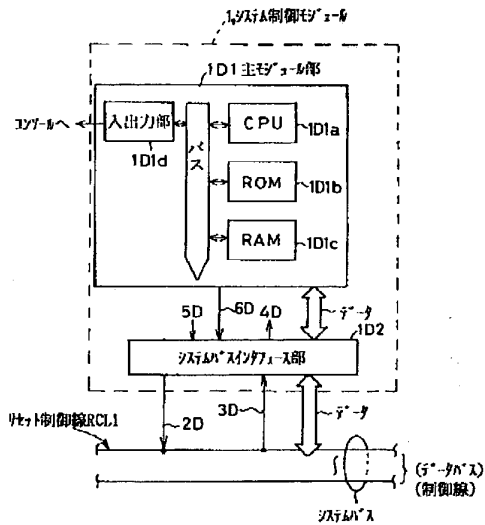 1,システム制御モジュール
1D1 主モジュール部
コンソールへ
入出力部
1D1d
バス
CPU
1D1a
ROM
1D1b
RAM
1D1c
5D
6D
4D
データ
1D2
システムバスインタフェース部
リセット制御線RCL1
2D
3D
データ
(データバス)
(制御線)
システムバス